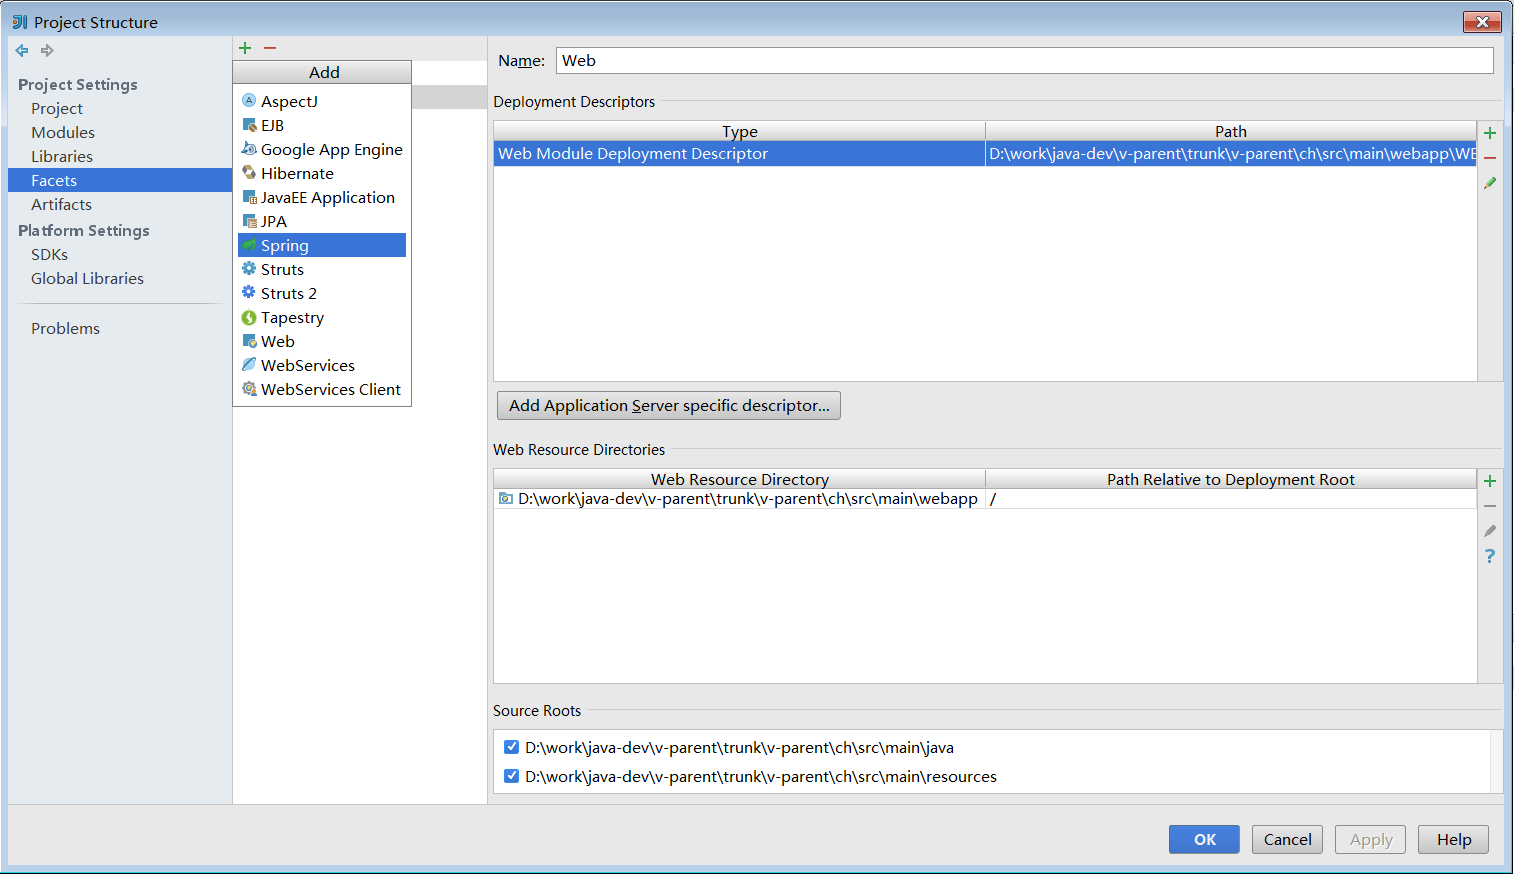 Project Structure
Project Settings
Project
Modules
Libraries
Facets
Artifacts
Platform Settings
SDKs
Global Libraries
Problems
Add
AspectJ
EJB
Google App Engine
Hibernate
JavaEE Application
JPA
Spring
Struts
Struts 2
Tapestry
Web
WebServices
WebServices Client
Name: Web
Deployment Descriptors
Type Path
Web Module Deployment Descriptor D:\work\java-dev\v-parent\trunk\v-parent\ch\src\main\webapp\WE
Add Application Server specific descriptor...
Web Resource Directories
Web Resource Directory Path Relative to Deployment Root
D:\work\java-dev\v-parent\trunk\v-parent\ch\src\main\webapp /
Source Roots
D:\work\java-dev\v-parent\trunk\v-parent\ch\src\main\java
D:\work\java-dev\v-parent\trunk\v-parent\ch\src\main\resources
OK Cancel Apply Help